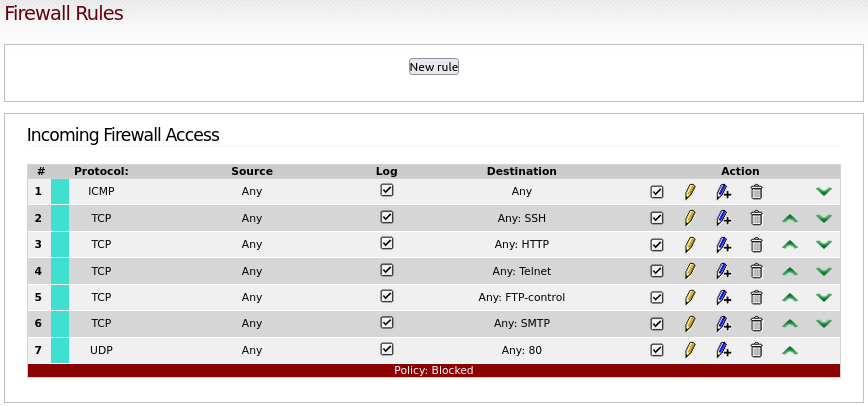 Firewall Rules
New rule
Incoming Firewall Access
# Protocol: Source Log Destination Action
1 ICMP Any Any
2 TCP Any Any: SSH
3 TCP Any Any: HTTP
4 TCP Any Any: Telnet
5 TCP Any Any: FTP-control
6 TCP Any Any: SMTP
7 UDP Any Any: 80
Policy: Blocked